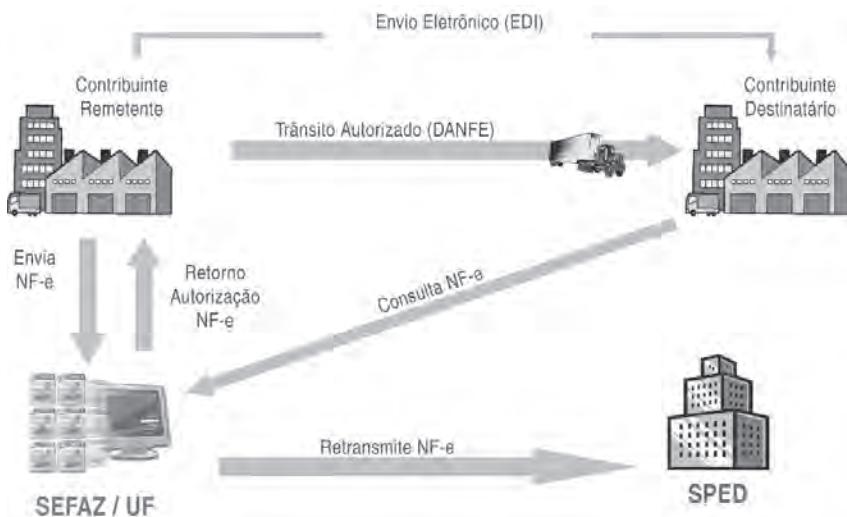 Envio Eletrônico (EDI)
Contribuinte
Remetente
Contribuinte
Destinatário
Trânsito Autorizado (DANFE)
Envia
NF-e
Retorno
Autorização
NF-e
Consulta NF-e
Retransmite NF-e
SEFAZ / UF
SPED